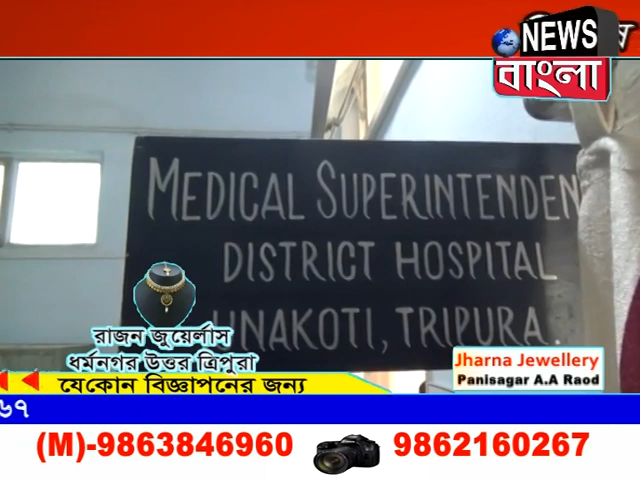 NEWS
বাংলা
MEDICAL SUPERINTENDEN
DISTRICT HOSPITAL
UNAKOTI, TRIPURA.
রাজন জুয়েলার্স
ধর্মনগর উত্তর ত্রিপুরা
Jharna Jewellery
Panisagar A.A Raod
যেকোন বিজ্ঞাপনের জন্য
৬৭
(M)-9863846960 9862160267